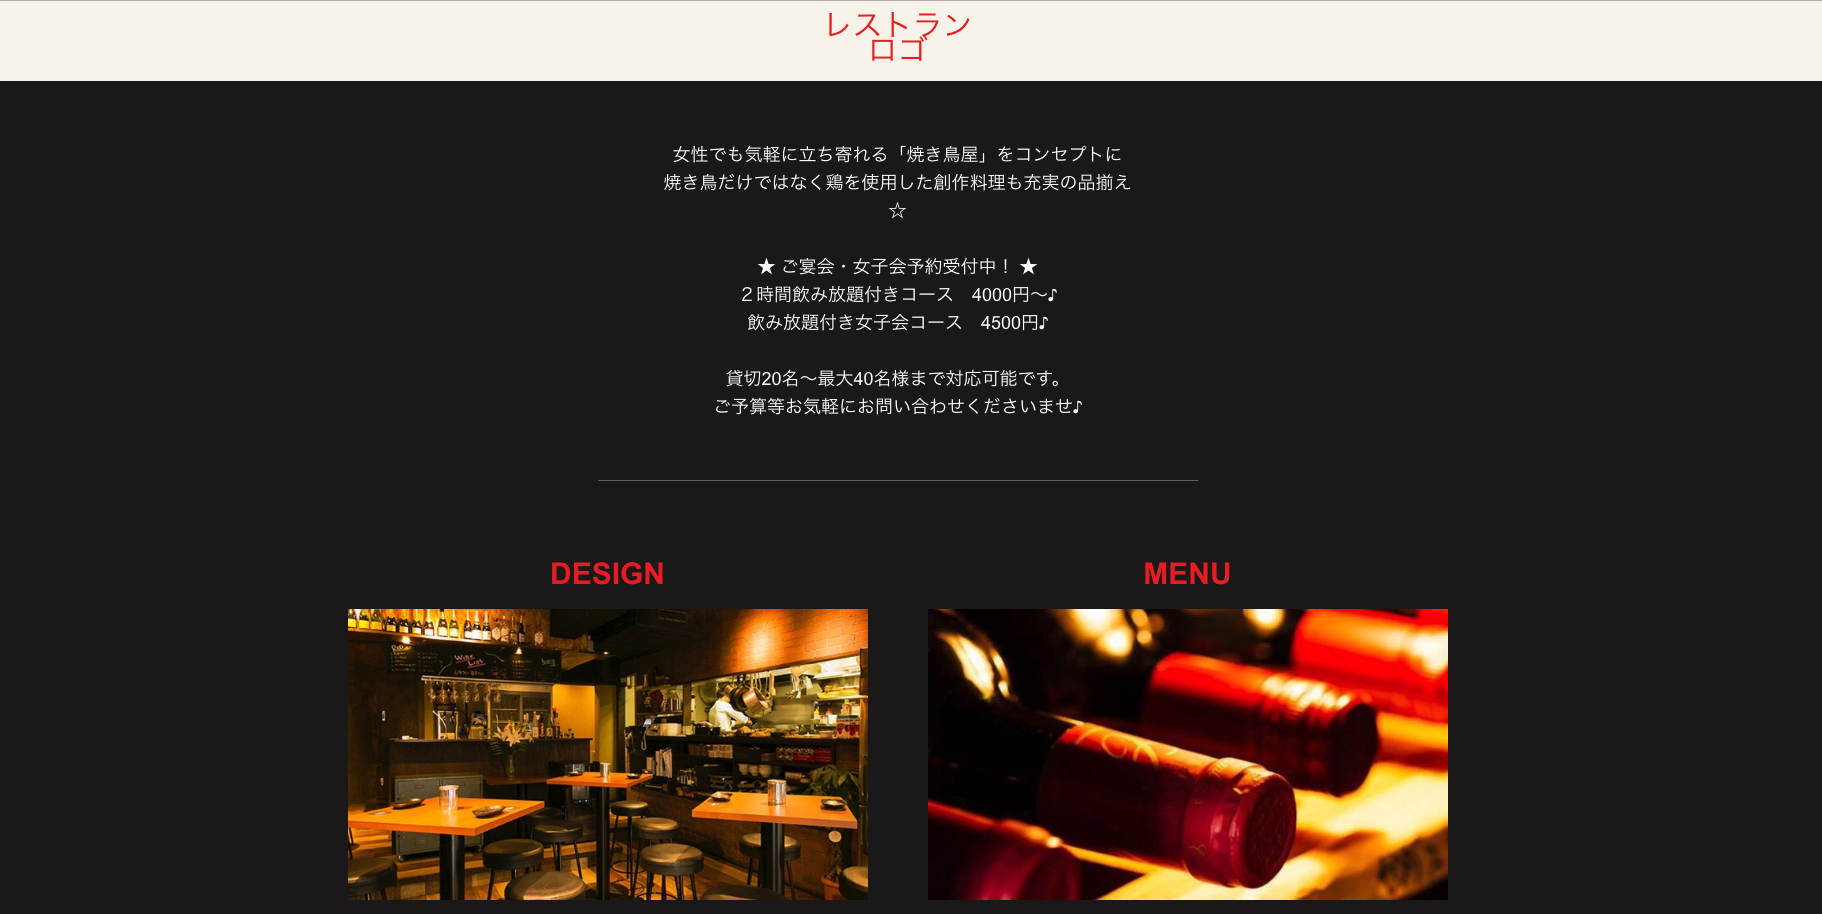 レストラン
ロゴ
女性でも気軽に立ち寄れる「焼き鳥屋」をコンセプトに
焼き鳥だけではなく鶏を使用した創作料理も充実の品揃え
☆
★ ご宴会・女子会予約受付中！ ★
２時間飲み放題付きコース　4000円〜♪
飲み放題付き女子会コース　4500円♪
貸切20名〜最大40名様まで対応可能です。
ご予算等お気軽にお問い合わせくださいませ♪
DESIGN
MENU
Wine
List